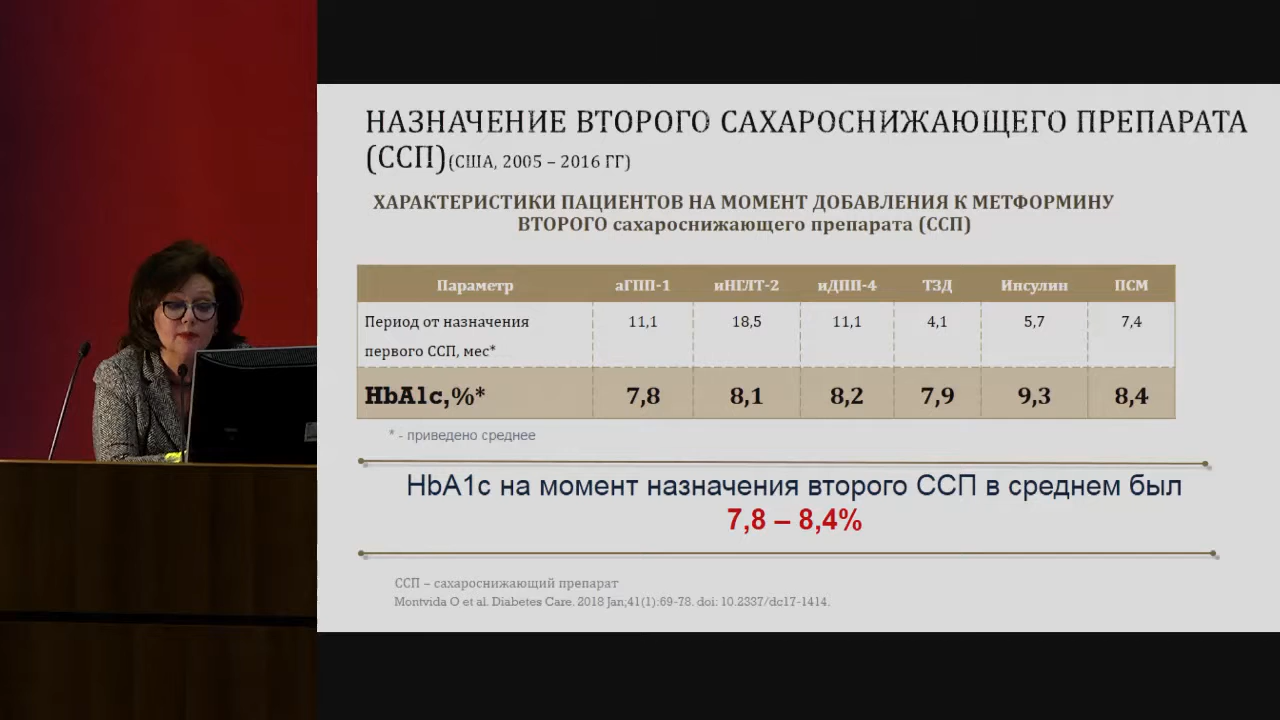 НАЗНАЧЕНИЕ ВТОРОГО САХАРОСНИЖАЮЩЕГО ПРЕПАРАТА
(ССП)(США, 2005 – 2016 ГГ)
ХАРАКТЕРИСТИКИ ПАЦИЕНТОВ НА МОМЕНТ ДОБАВЛЕНИЯ К МЕТФОРМИНУ
ВТОРОГО сахароснижающего препарата (ССП)
Параметр аГПП-1 иНГЛТ-2 иДПП-4 ТЗД Инсулин ПСМ
Период от назначения 11,1 18,5 11,1 4,1 5,7 7,4
первого ССП, мес*
HbA1c,%* 7,8 8,1 8,2 7,9 9,3 8,4
* - приведено среднее
HbA1c на момент назначения второго ССП в среднем был
7,8 – 8,4%
ССП – сахароснижающий препарат
Montvida O et al. Diabetes Care. 2018 Jan;41(1):69-78. doi: 10.2337/dc17-1414.